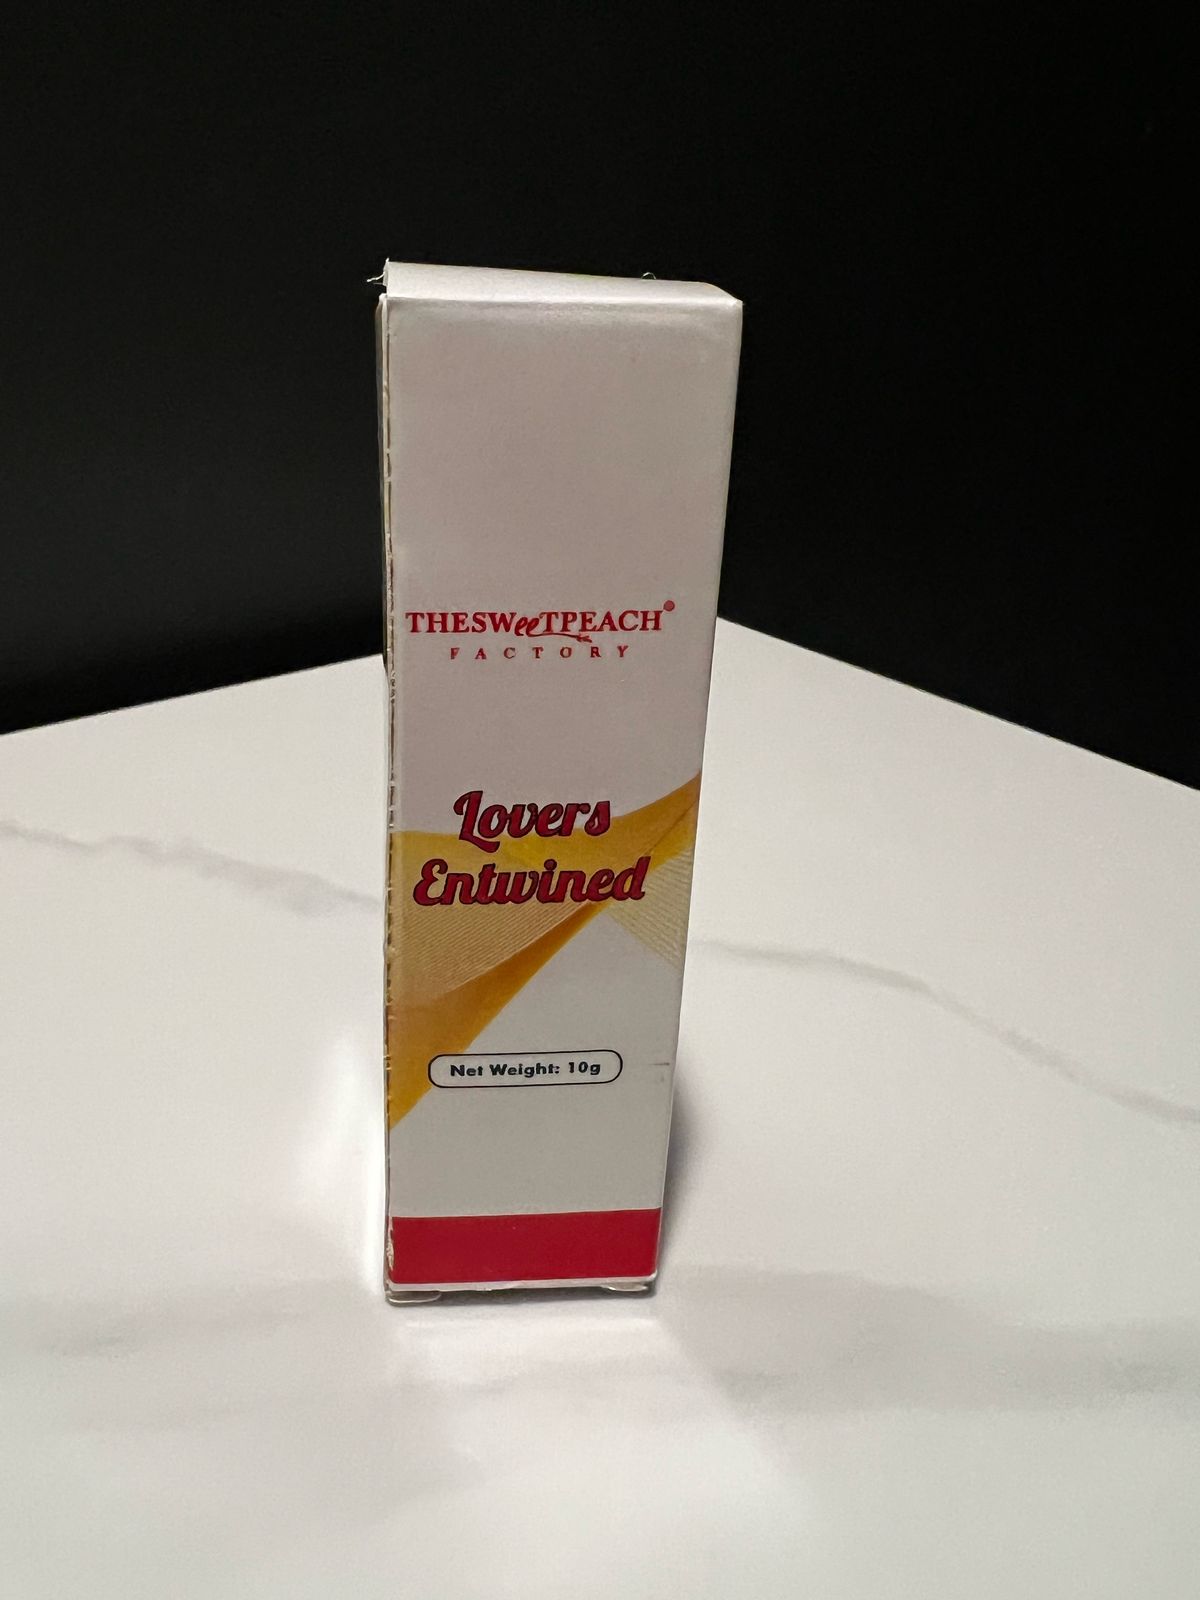 THESWeeTPEACH®
FACTORY
Lovers
Entwined
Net Weight: 10g